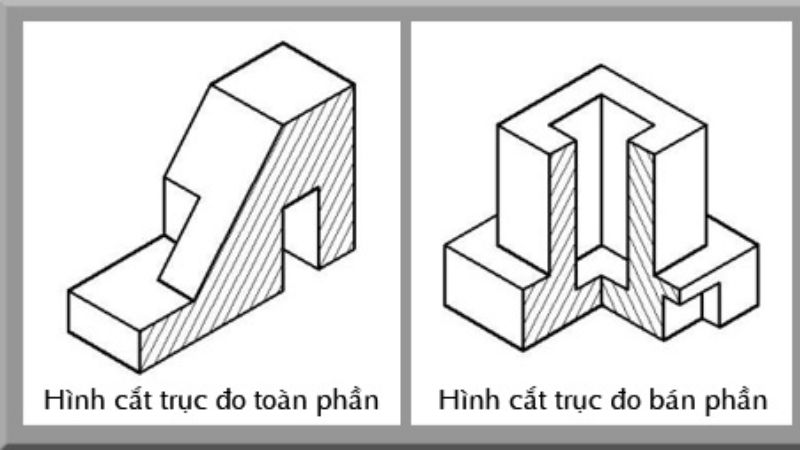 Hình cắt trục đo toàn phần
Hình cắt trục đo bán phần